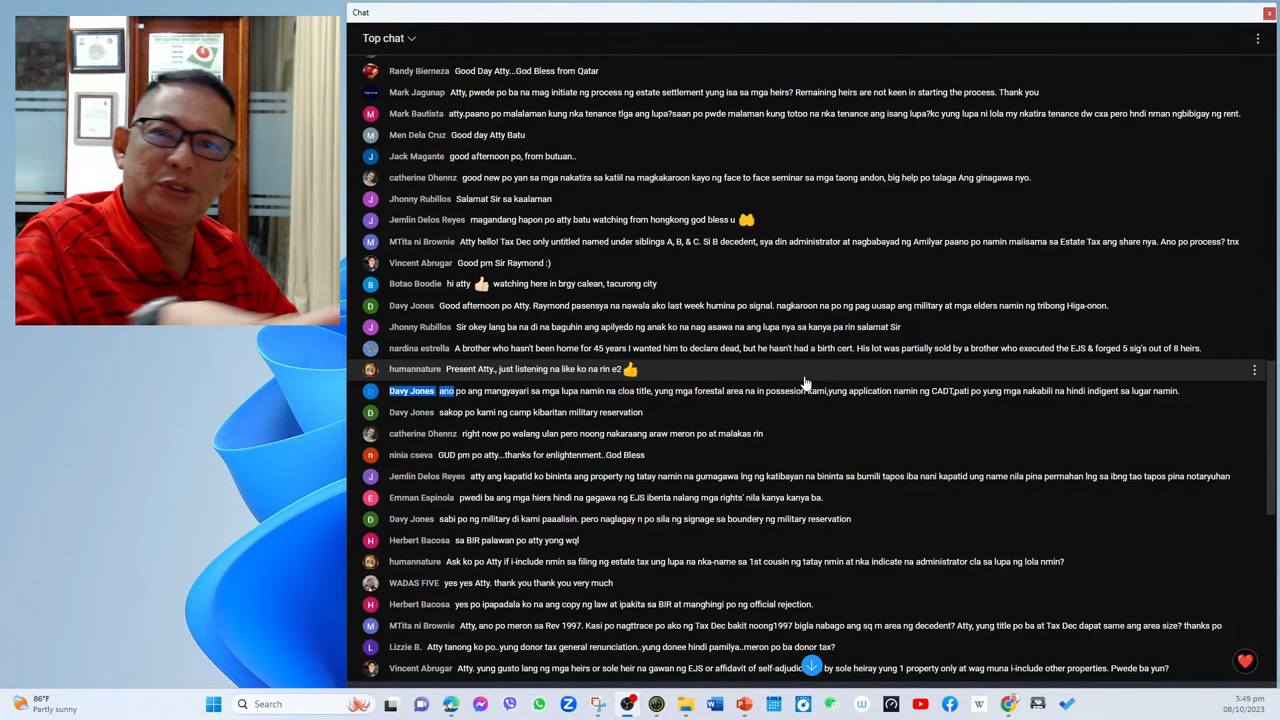 Chat
Top chat
Randy Bierneza Good Day Atty...God Bless from Qatar
Mark Jagunap Atty, pwede po ba na mag initiate ng process ng estate settlement yung isa sa mga heirs? Remaining heirs are not keen in starting the process. Thank you
Mark Bautista atty.paano po malalaman kung nka tenance tlga ang lupa?saan po pwde malaman kung totoo na nka tenance ang isang lupa?kc yung lupa ni lola my nkatira tenance dw cxa pero hndi nman ngbibigay ng rent.
Men Dela Cruz Good day Atty Batu
Jack Magante good afternoon po, from butuan..
catherine Dhennz good new po yan sa mga nakatira sa katiil na magkakaroon kayo ng face to face seminar sa mga taong andon, big help po talaga Ang ginagawa nyo.
Jhonny Rubillos Salamat Sir sa kaalaman
Jemlin Delos Reyes magandang hapon po atty batu watching from hongkong god bless u
MTita ni Brownie Atty hello! Tax Dec only untitled named under siblings A, B, & C. Si B decedent, sya din administrator at nagbabayad ng Amilyar paano po namin maiisama sa Estate Tax ang share nya. Ano po process? tnx
Vincent Abrugar Good pm Sir Raymond :)
Botao Boodie hi atty watching here in brgy calean, tacurong city
Davy Jones Good afternoon po Atty. Raymond pasensya na nawala ako last week humina po signal. nagkaroon na po ng pag uusap ang military at mga elders namin ng tribong Higa-onon.
Jhonny Rubillos Sir okey lang ba na di na baguhin ang apilyedo ng anak ko na nag asawa na ang lupa nya sa kanya pa rin salamat Sir
nardina estrella A brother who hasn't been home for 45 years I wanted him to declare dead, but he hasn't had a birth cert. His lot was partially sold by a brother who executed the EJS & forged 5 sig's out of 8 heirs.
humannature Present Atty., just listening na like ko na rin e2
Davy Jones ano po ang mangyayari sa mga lupa namin na cloa title, yung mga forestal area na in possesion kami,yung application namin ng CADT,pati po yung mga nakabili na hindi indigent sa lugar namin.
Davy Jones sakop po kami ng camp kibaritan military reservation
catherine Dhennz right now po walang ulan pero noong nakaraang araw meron po at malakas rin
ninia cseva GUD pm po atty...thanks for enlightenment..God Bless
Jemlin Delos Reyes atty ang kapatid ko bininta ang property ng tatay namin na gumagawa lng ng katibayan na bininta sa bumili tapos iba nani kapatid ung name nila pina permahan lng sa ibng tao tapos pina notaryuhan
Emman Espinola pwedi ba ang mga hiers hindi na gagawa ng EJS ibenta nalang mga rights' nila kanya kanya ba.
Davy Jones sabi po ng military di kami paaalisin. pero naglagay n po sila ng signage sa boundery ng military reservation
Herbert Bacosa sa BIR palawan po atty yong wql
humannature Ask ko po Atty if i-include nmin sa filing ng estate tax ung lupa na nka-name sa 1st cousin ng tatay nmin at nka indicate na administrator cla sa lupa ng lola nmin?
WADAS FIVE yes yes Atty. thank you thank you very much
Herbert Bacosa yes po ipapadala ko na ang copy ng law at ipakita sa BIR at manghingi po ng official rejection.
MTita ni Brownie Atty, ano po meron sa Rev 1997. Kasi po nagttrace po ako ng Tax Dec bakit noong1997 bigla nabago ang sq m area ng decedent? Atty, yung title po ba at Tax Dec dapat same ang area size? thanks po
Lizzie B. Atty tanong ko po..yung donor tax general renunciation..yung donee hindi pamilya..meron po ba donor tax?
Vincent Abrugar Atty. yung gusto lang ng mga heirs or sole heir na gawan ng EJS or affidavit of self-adjudic by sole heiray yung 1 property only at wag muna i-include other properties. Pwede ba yun?
86°F
Partly sunny
Search
5:49 pm
08/10/2023